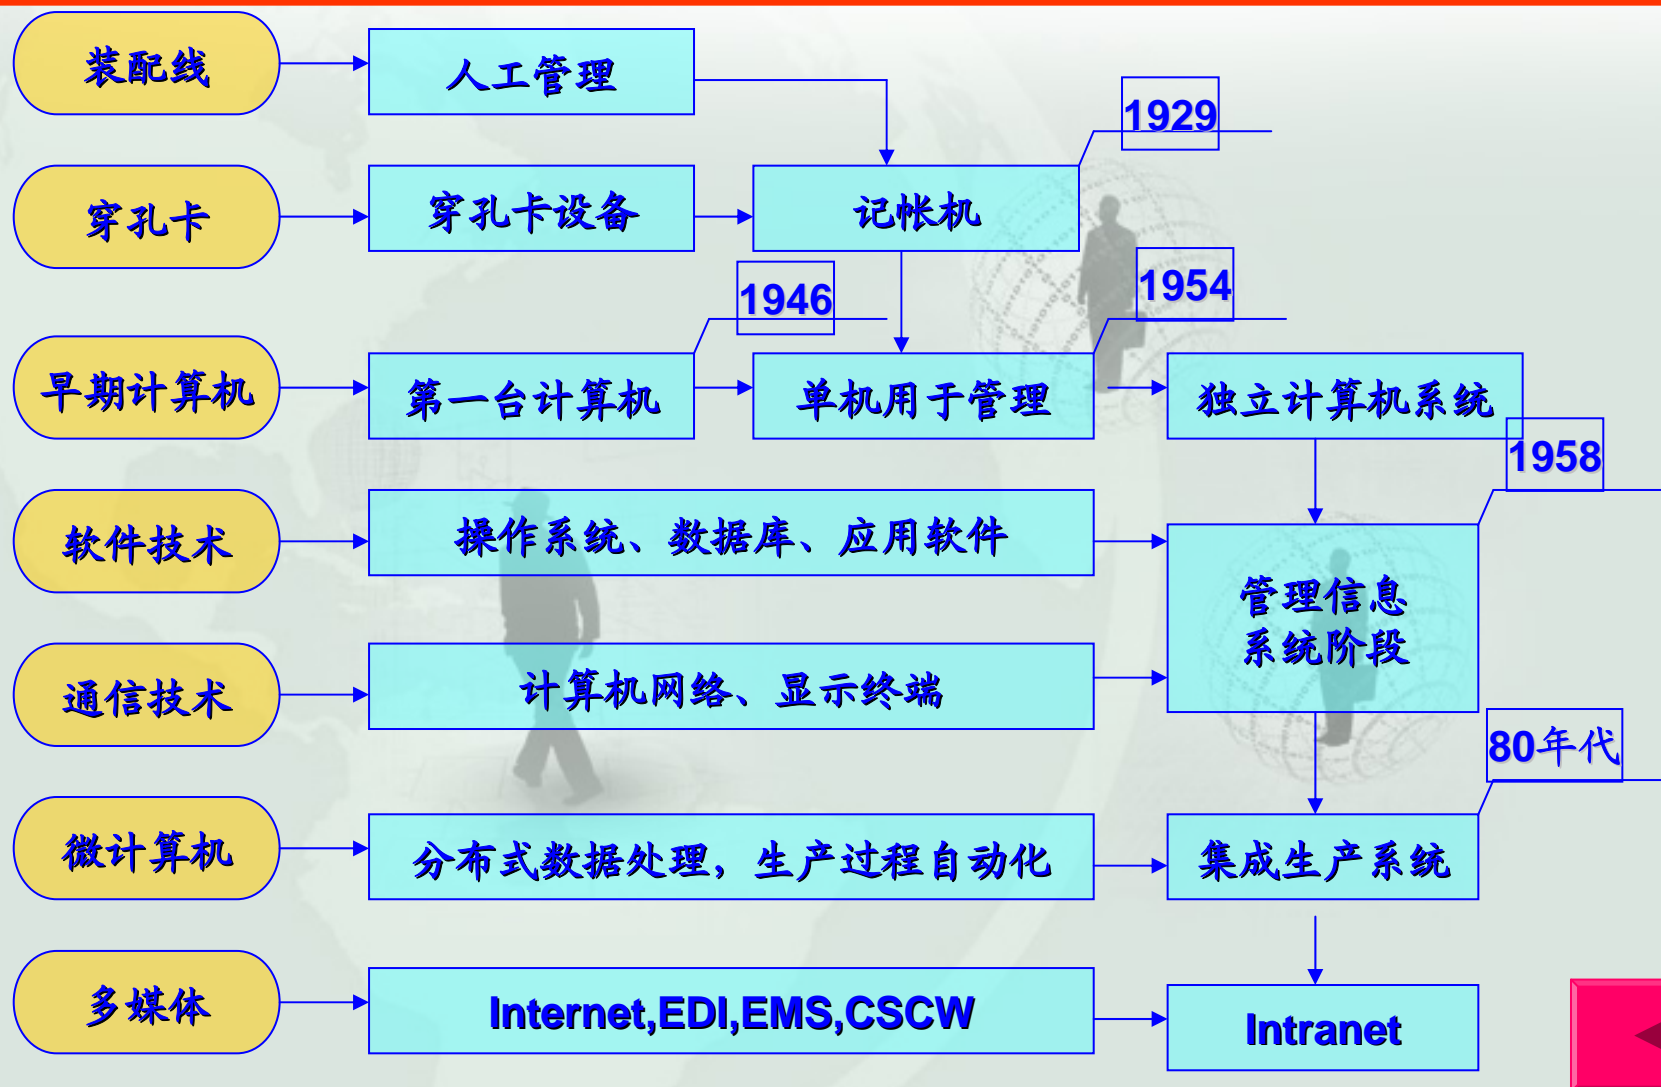 装配线
人工管理
1929
穿孔卡
穿孔卡设备
记帐机
1946
1954
早期计算机
第一台计算机
单机用于管理
独立计算机系统
1958
软件技术
操作系统、数据库、应用软件
管理信息
系统阶段
通信技术
计算机网络、显示终端
80年代
微计算机
分布式数据处理，生产过程自动化
集成生产系统
多媒体
Internet,EDI,EMS,CSCW
Intranet